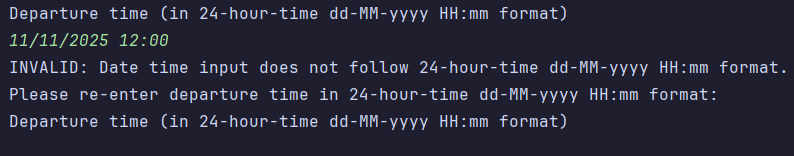 Departure time (in 24-hour-time dd-MM-yyyy HH:mm format)
11/11/2025 12:00
INVALID: Date time input does not follow 24-hour-time dd-MM-yyyy HH:mm format.
Please re-enter departure time in 24-hour-time dd-MM-yyyy HH:mm format:
Departure time (in 24-hour-time dd-MM-yyyy HH:mm format)